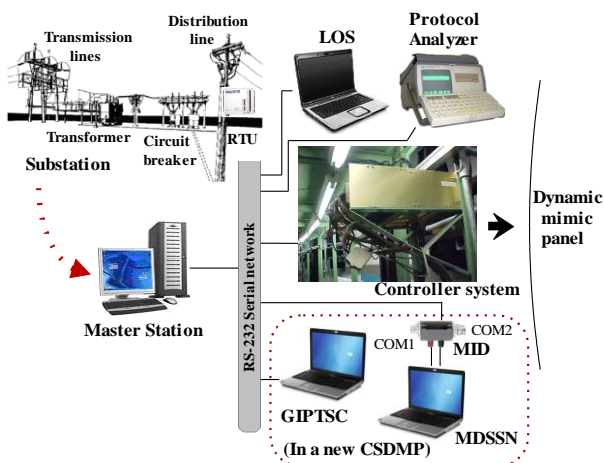 Transmission
lines
Distribution
line
LOS
Protocol
Analyzer
Transformer
Circuit
breaker
RTU
Substation
Dynamic
mimic
panel
Controller system
Master Station
RS-232 Serial network
COM1
COM2
MID
GIPTSC
MDSSN
(In a new CSDMP)